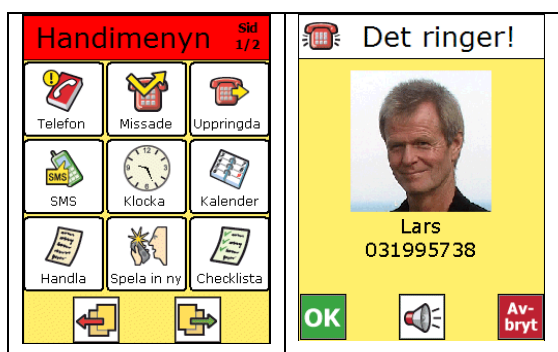 Handimenyn
Sid
1/2
Telefon
Missade
Uppringda
SMS
SMS
Klocka
Kalender
Handla
Spela in ny
Checklista
Det ringer!
Lars
031995738
OK
Av-
bryt